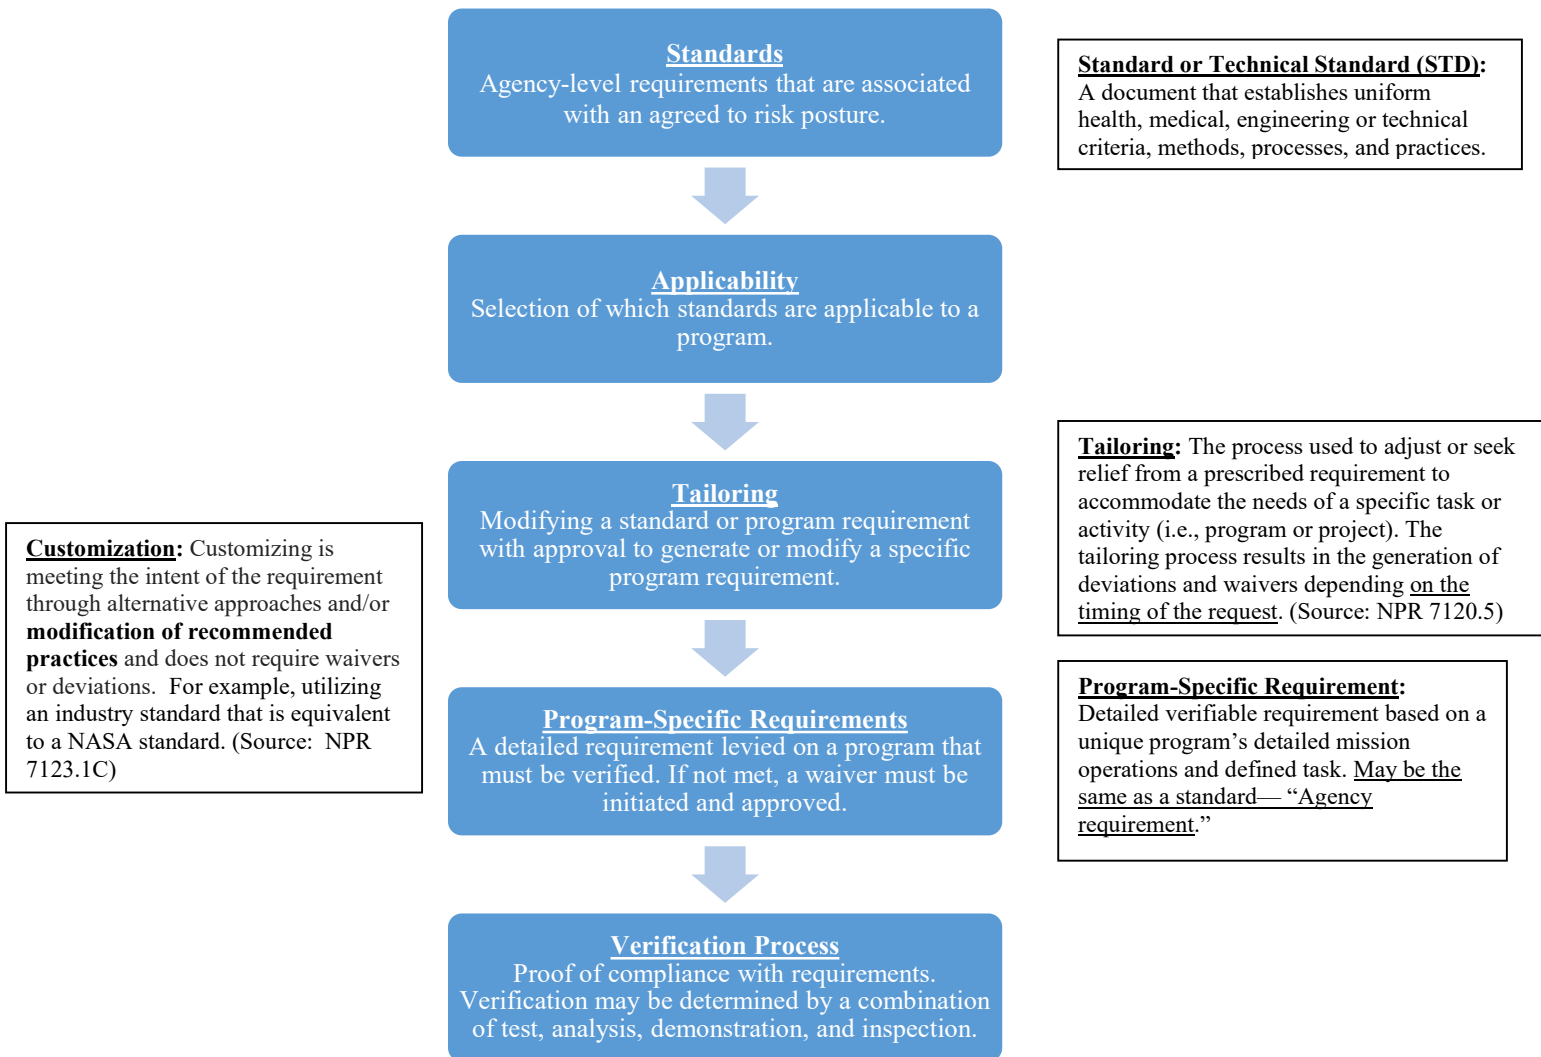 Standards
Agency-level requirements that are associated
with an agreed to risk posture.
Standard or Technical Standard (STD):
A document that establishes uniform
health, medical, engineering or technical
criteria, methods, processes, and practices.
Applicability
Selection of which standards are applicable to a
program.
Tailoring
Modifying a standard or program requirement
with approval to generate or modify a specific
program requirement.
Tailoring: The process used to adjust or seek
relief from a prescribed requirement to
accommodate the needs of a specific task or
activity (i.e., program or project). The
tailoring process results in the generation of
deviations and waivers depending on the
timing of the request. (Source: NPR 7120.5)
Customization: Customizing is
meeting the intent of the requirement
through alternative approaches and/or
modification of recommended
practices and does not require waivers
or deviations.  For example, utilizing
an industry standard that is equivalent
to a NASA standard. (Source:  NPR
7123.1C)
Program-Specific Requirements
A detailed requirement levied on a program that
must be verified. If not met, a waiver must be
initiated and approved.
Program-Specific Requirement:
Detailed verifiable requirement based on a
unique program’s detailed mission
operations and defined task. May be the
same as a standard— “Agency
requirement.”
Verification Process
Proof of compliance with requirements.
Verification may be determined by a combination
of test, analysis, demonstration, and inspection.